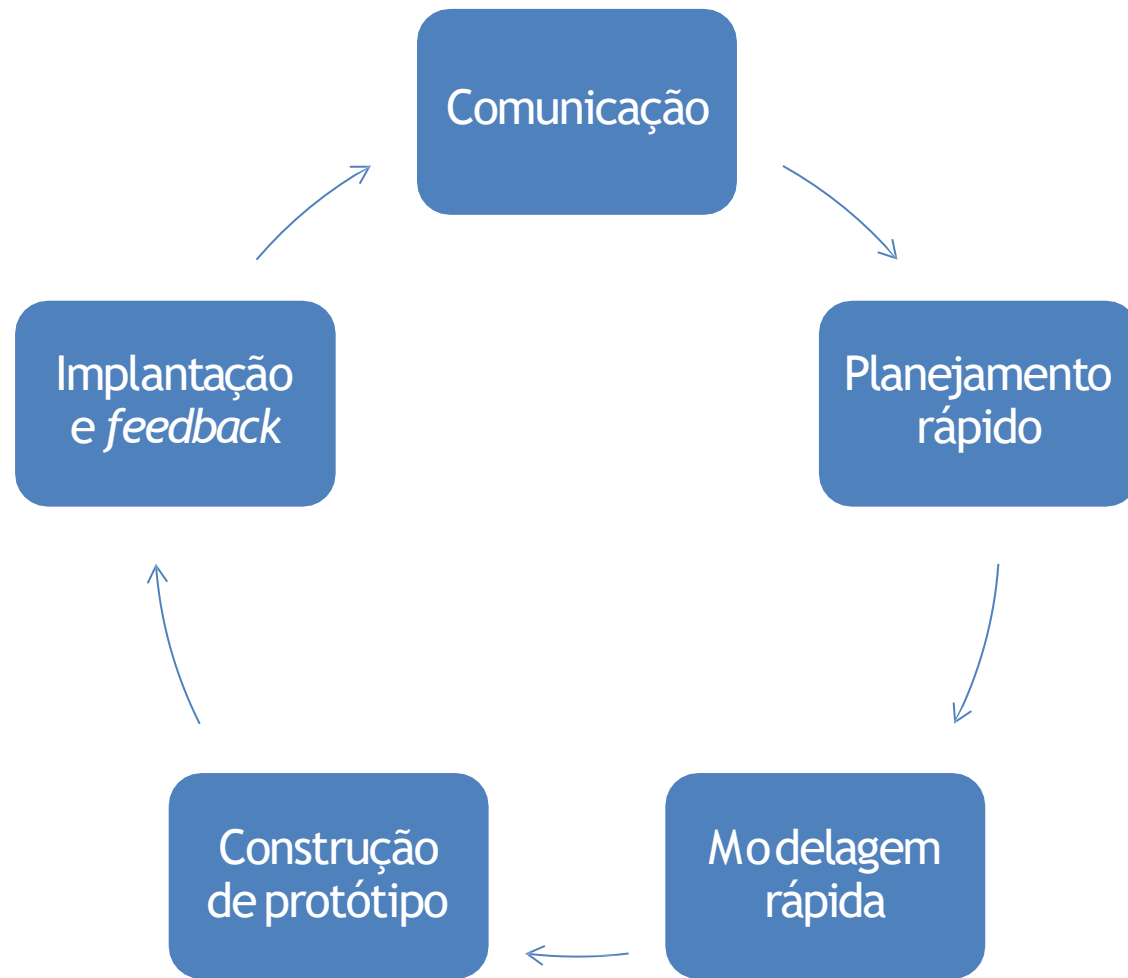 Comunicação
Planejamento
rápido
Modelagem
rápida
Construção
de protótipo
Implantação
e feedback